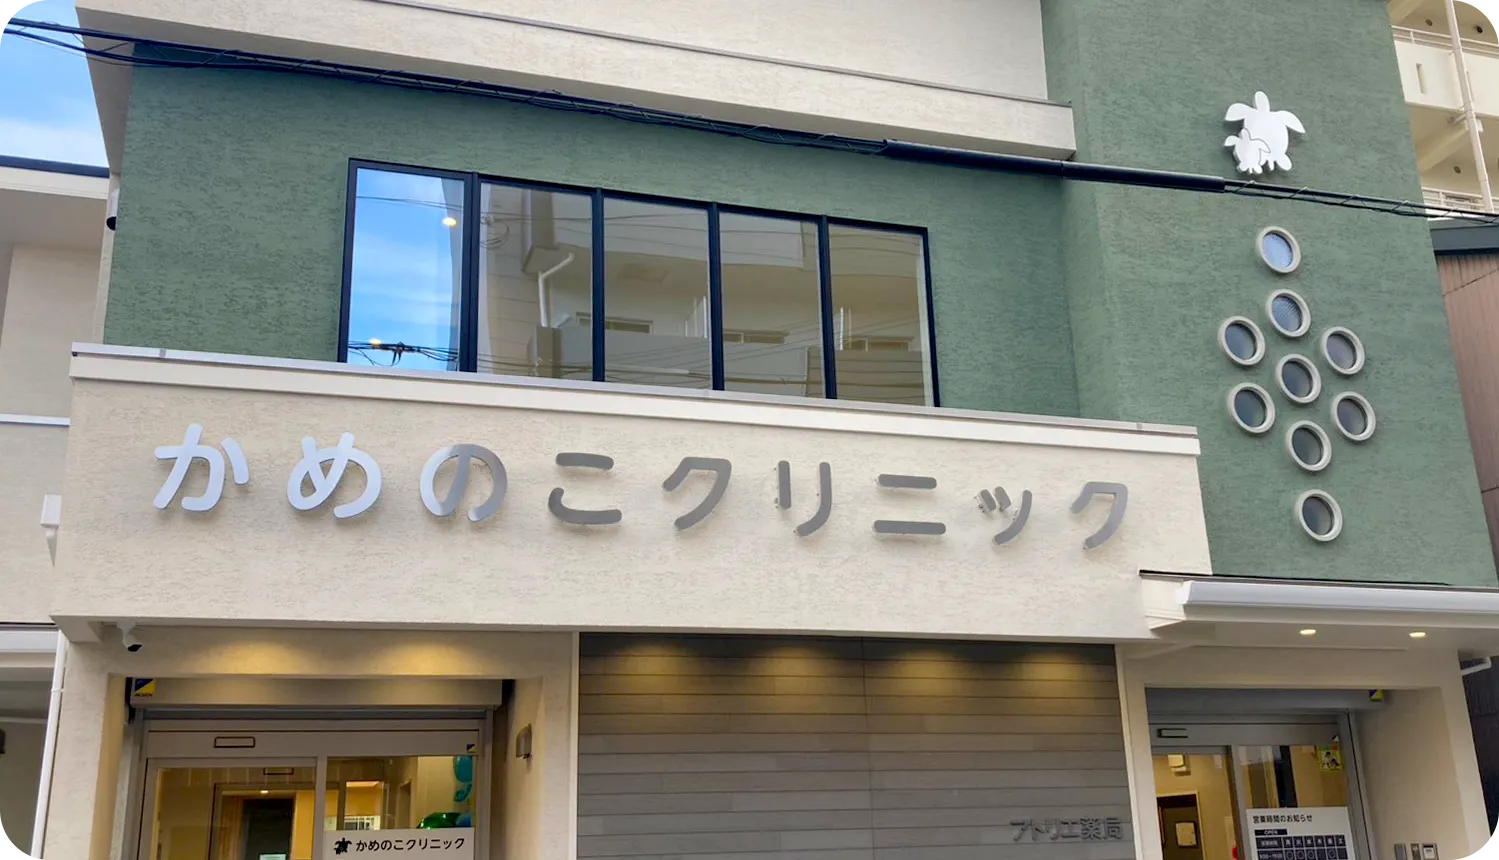 かめのこクリニック
アトリエ薬局
かめのこクリニック
営業時間のお知らせ
OPEN